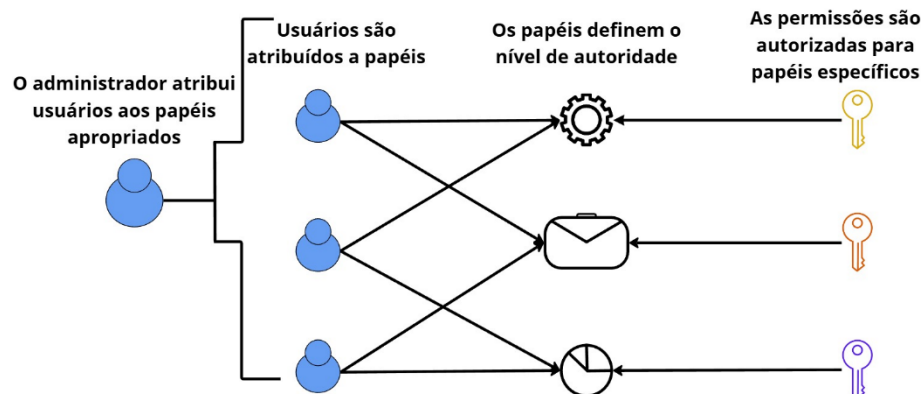 O administrador atribui
usuários aos papéis
apropriados
Usuários são
atribuídos a papéis
Os papéis definem o
nível de autoridade
As permissões são
autorizadas para
papéis específicos